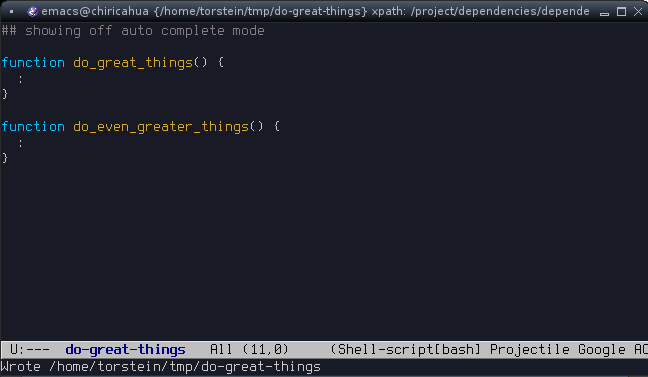 emacs@chiricahua {/home/torstein/tmp/do-great-things} xpath: /project/dependencies/depende
## showing off auto complete mode
function do_great_things() {
  :
}
function do_even_greater_things() {
  :
}
U:---  do-great-things   All (11,0)     (Shell-script[bash] Projectile Google AC
Wrote /home/torstein/tmp/do-great-things